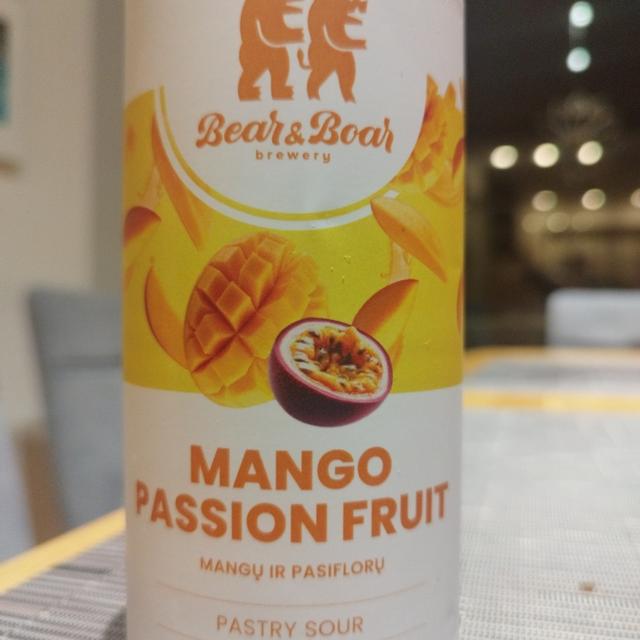 Bear & Boar
brewery
MANGO
PASSION FRUIT
MANGŲ IR PASIFLORŲ
PASTRY SOUR